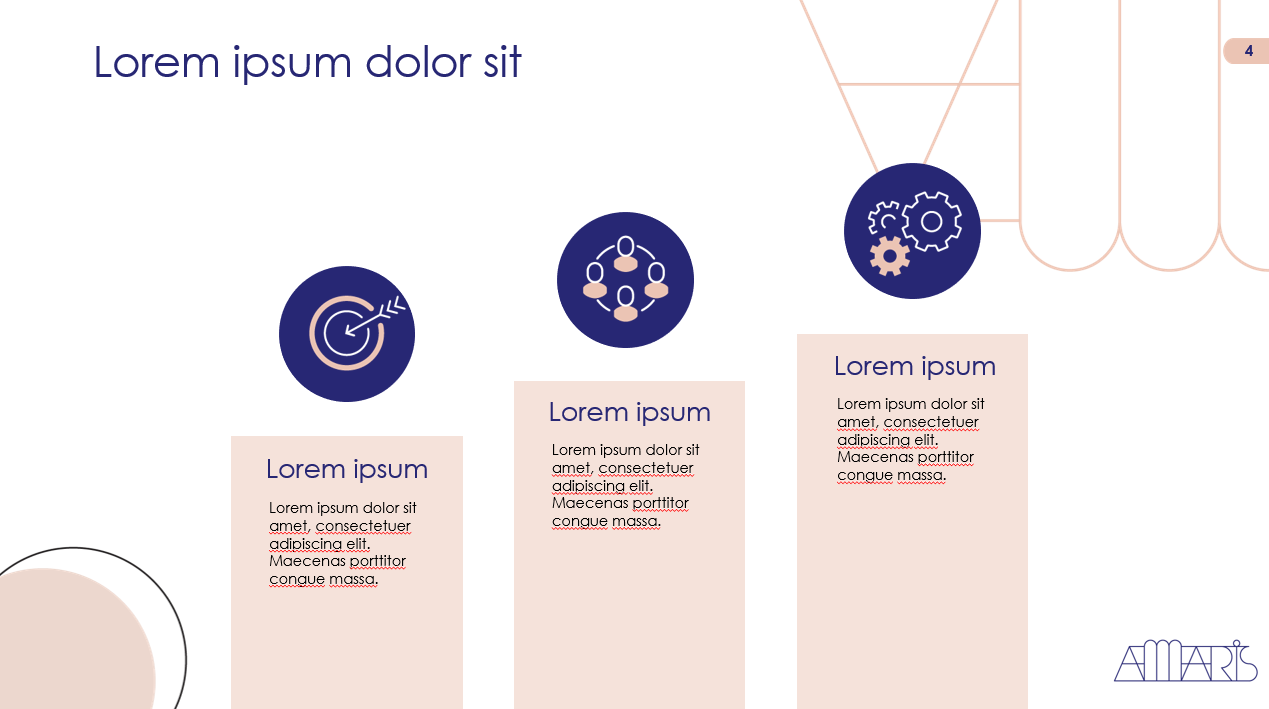 Lorem ipsum dolor sit
4
Lorem ipsum
Lorem ipsum dolor sit
amet, consectetuer
adipiscing elit.
Maecenas porttitor
congue massa.
Lorem ipsum
Lorem ipsum dolor sit
amet, consectetuer
adipiscing elit.
Maecenas porttitor
congue massa.
Lorem ipsum
Lorem ipsum dolor sit
amet, consectetuer
adipiscing elit.
Maecenas porttitor
congue massa.
AMARIS